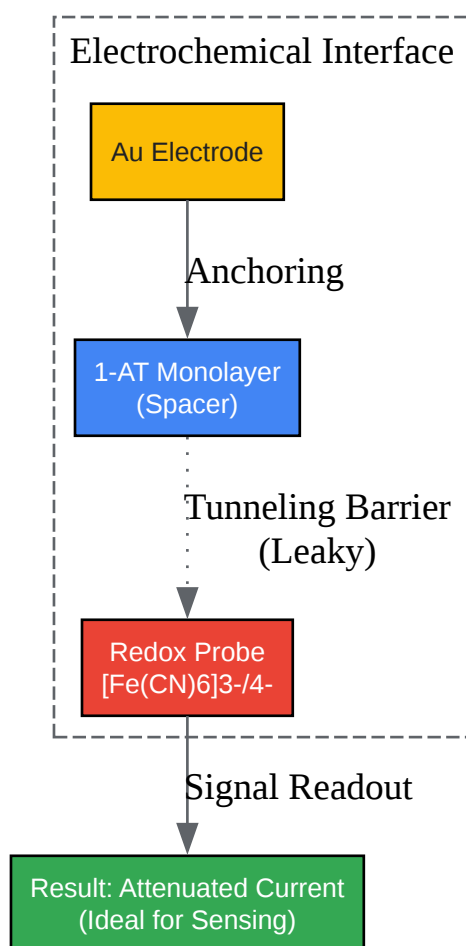 Electrochemical Interface
Au Electrode
Anchoring
1-AT Monolayer
(Spacer)
Tunneling Barrier
(Leaky)
Redox Probe
[Fe(CN)6]3-/4-
Signal Readout
Result: Attenuated Current
(Ideal for Sensing)